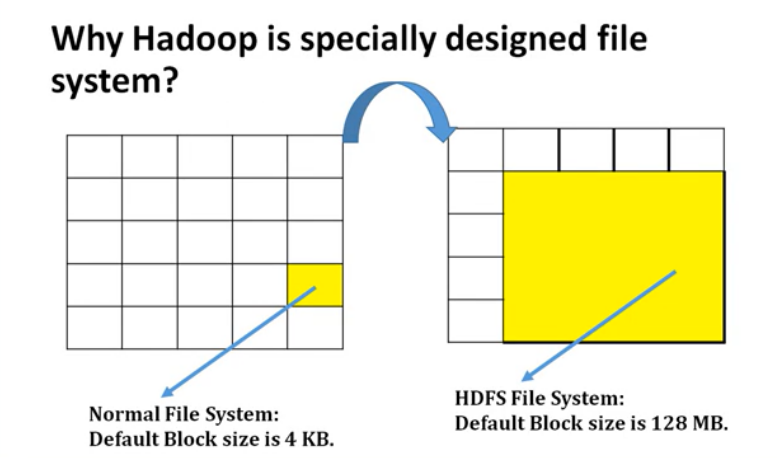 Why Hadoop is specially designed file
system?
Normal File System:
Default Block size is 4 KB.
HDFS File System:
Default Block size is 128 MB.